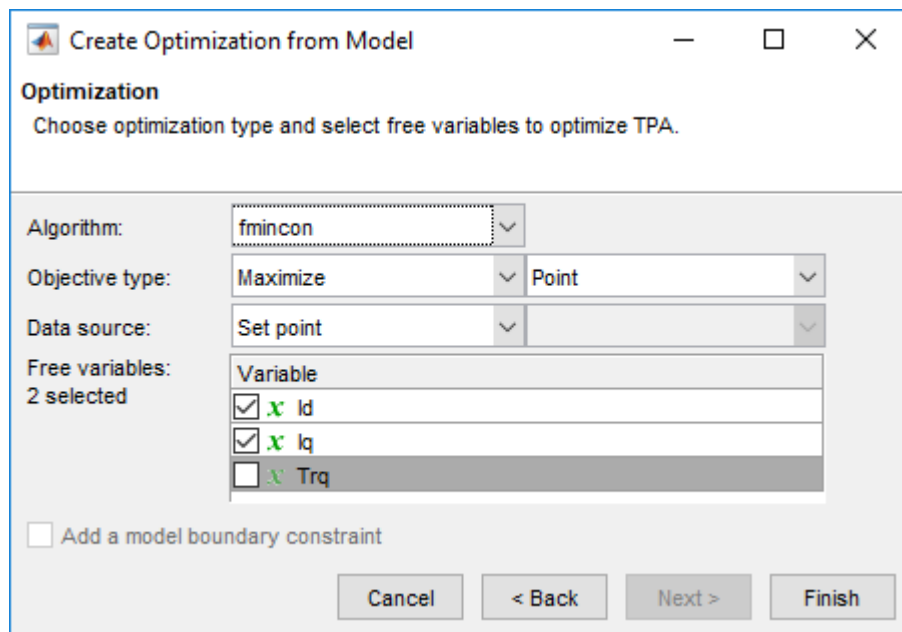 Create Optimization from Model
Optimization
Choose optimization type and select free variables to optimize TPA.
Algorithm: fmincon
Objective type: Maximize Point
Data source: Set point
Free variables:
2 selected
Variable
x Id
x Iq
x Trq
Add a model boundary constraint
Cancel < Back Next > Finish